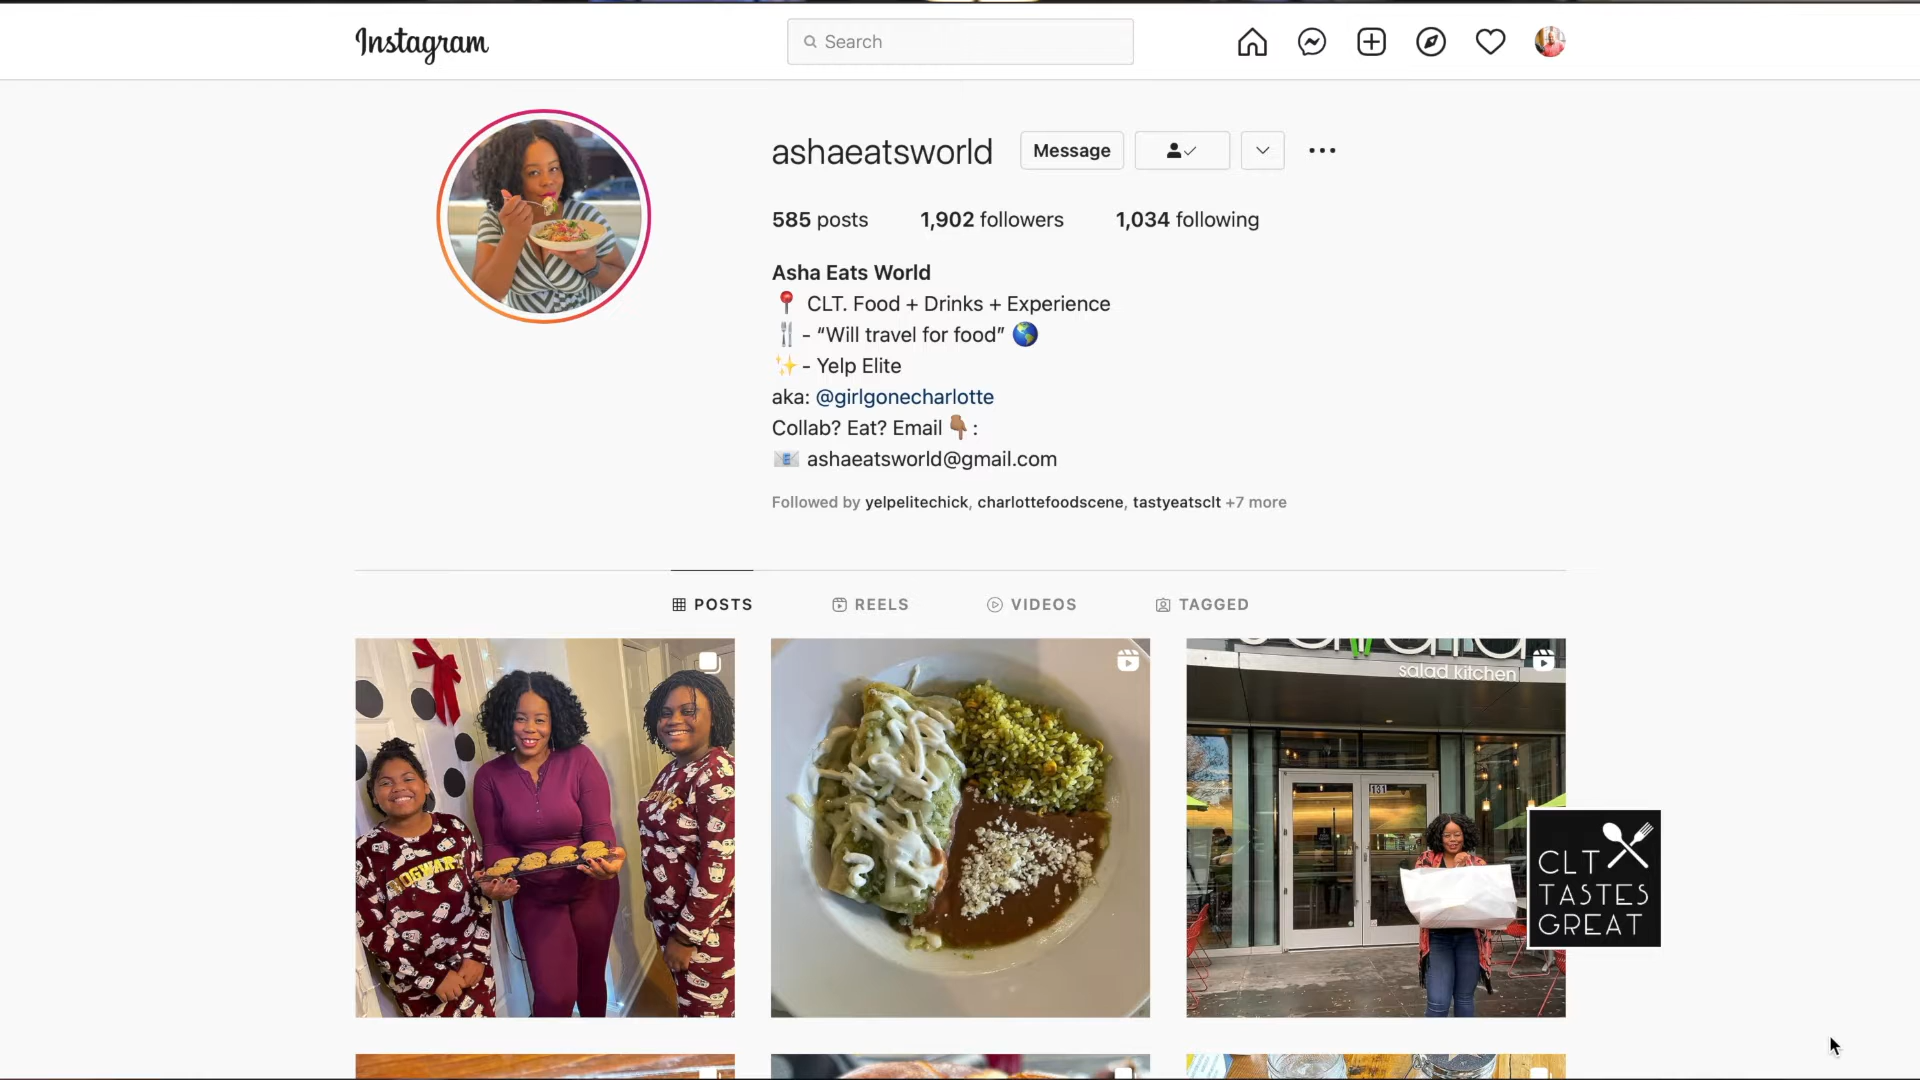 Instagram
Search
ashaeatsworld
Message
585 posts
1,902 followers
1,034 following
Asha Eats World
📍 CLT. Food + Drinks + Experience
🍴 - “Will travel for food” 🌎
✨ - Yelp Elite
aka: @girlgonecharlotte
Collab? Eat? Email 👇🏽 :
📧 ashaeatsworld@gmail.com
Followed by yelpelitechick, charlottefoodscene, tastyeatsclt +7 more
POSTS
REELS
VIDEOS
TAGGED
salad kitchen
131
CLT
TASTES
GREAT